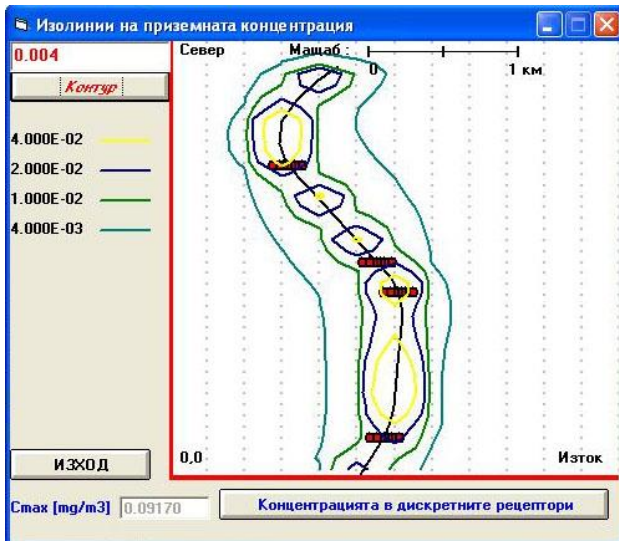 Изолинии на приземната концентрация
0.004
Контур
4.000E-02
2.000E-02
1.000E-02
4.000E-03
Север
Мащаб :
0
1 км
0,0
Изток
ИЗХОД
Cmax [mg/m3]
0.09170
Концентрацията в дискретните рецептори